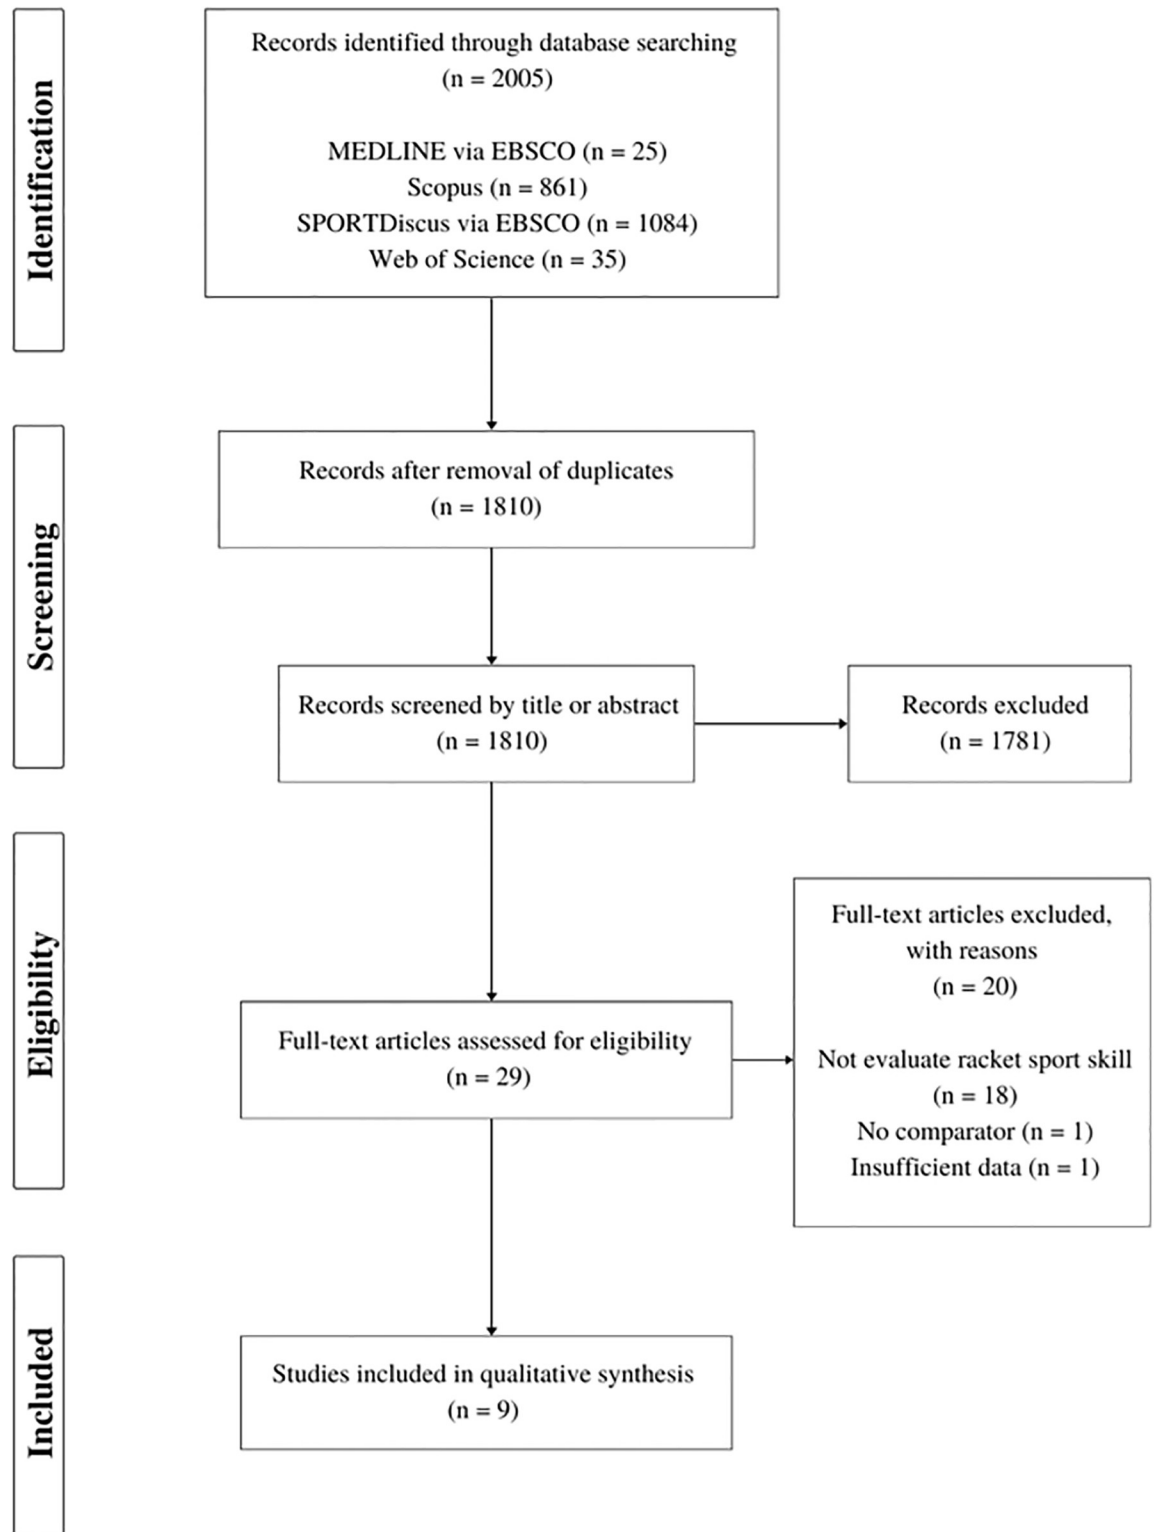 Identification
Records identified through database searching
(n = 2005)
MEDLINE via EBSCO (n = 25)
Scopus (n = 861)
SPORTDiscus via EBSCO (n = 1084)
Web of Science (n = 35)
Screening
Records after removal of duplicates
(n = 1810)
Records screened by title or abstract
(n = 1810)
Records excluded
(n = 1781)
Eligibility
Full-text articles assessed for eligibility
(n = 29)
Full-text articles excluded,
with reasons
(n = 20)
Not evaluate racket sport skill
(n = 18)
No comparator (n = 1)
Insufficient data (n = 1)
Included
Studies included in qualitative synthesis
(n = 9)